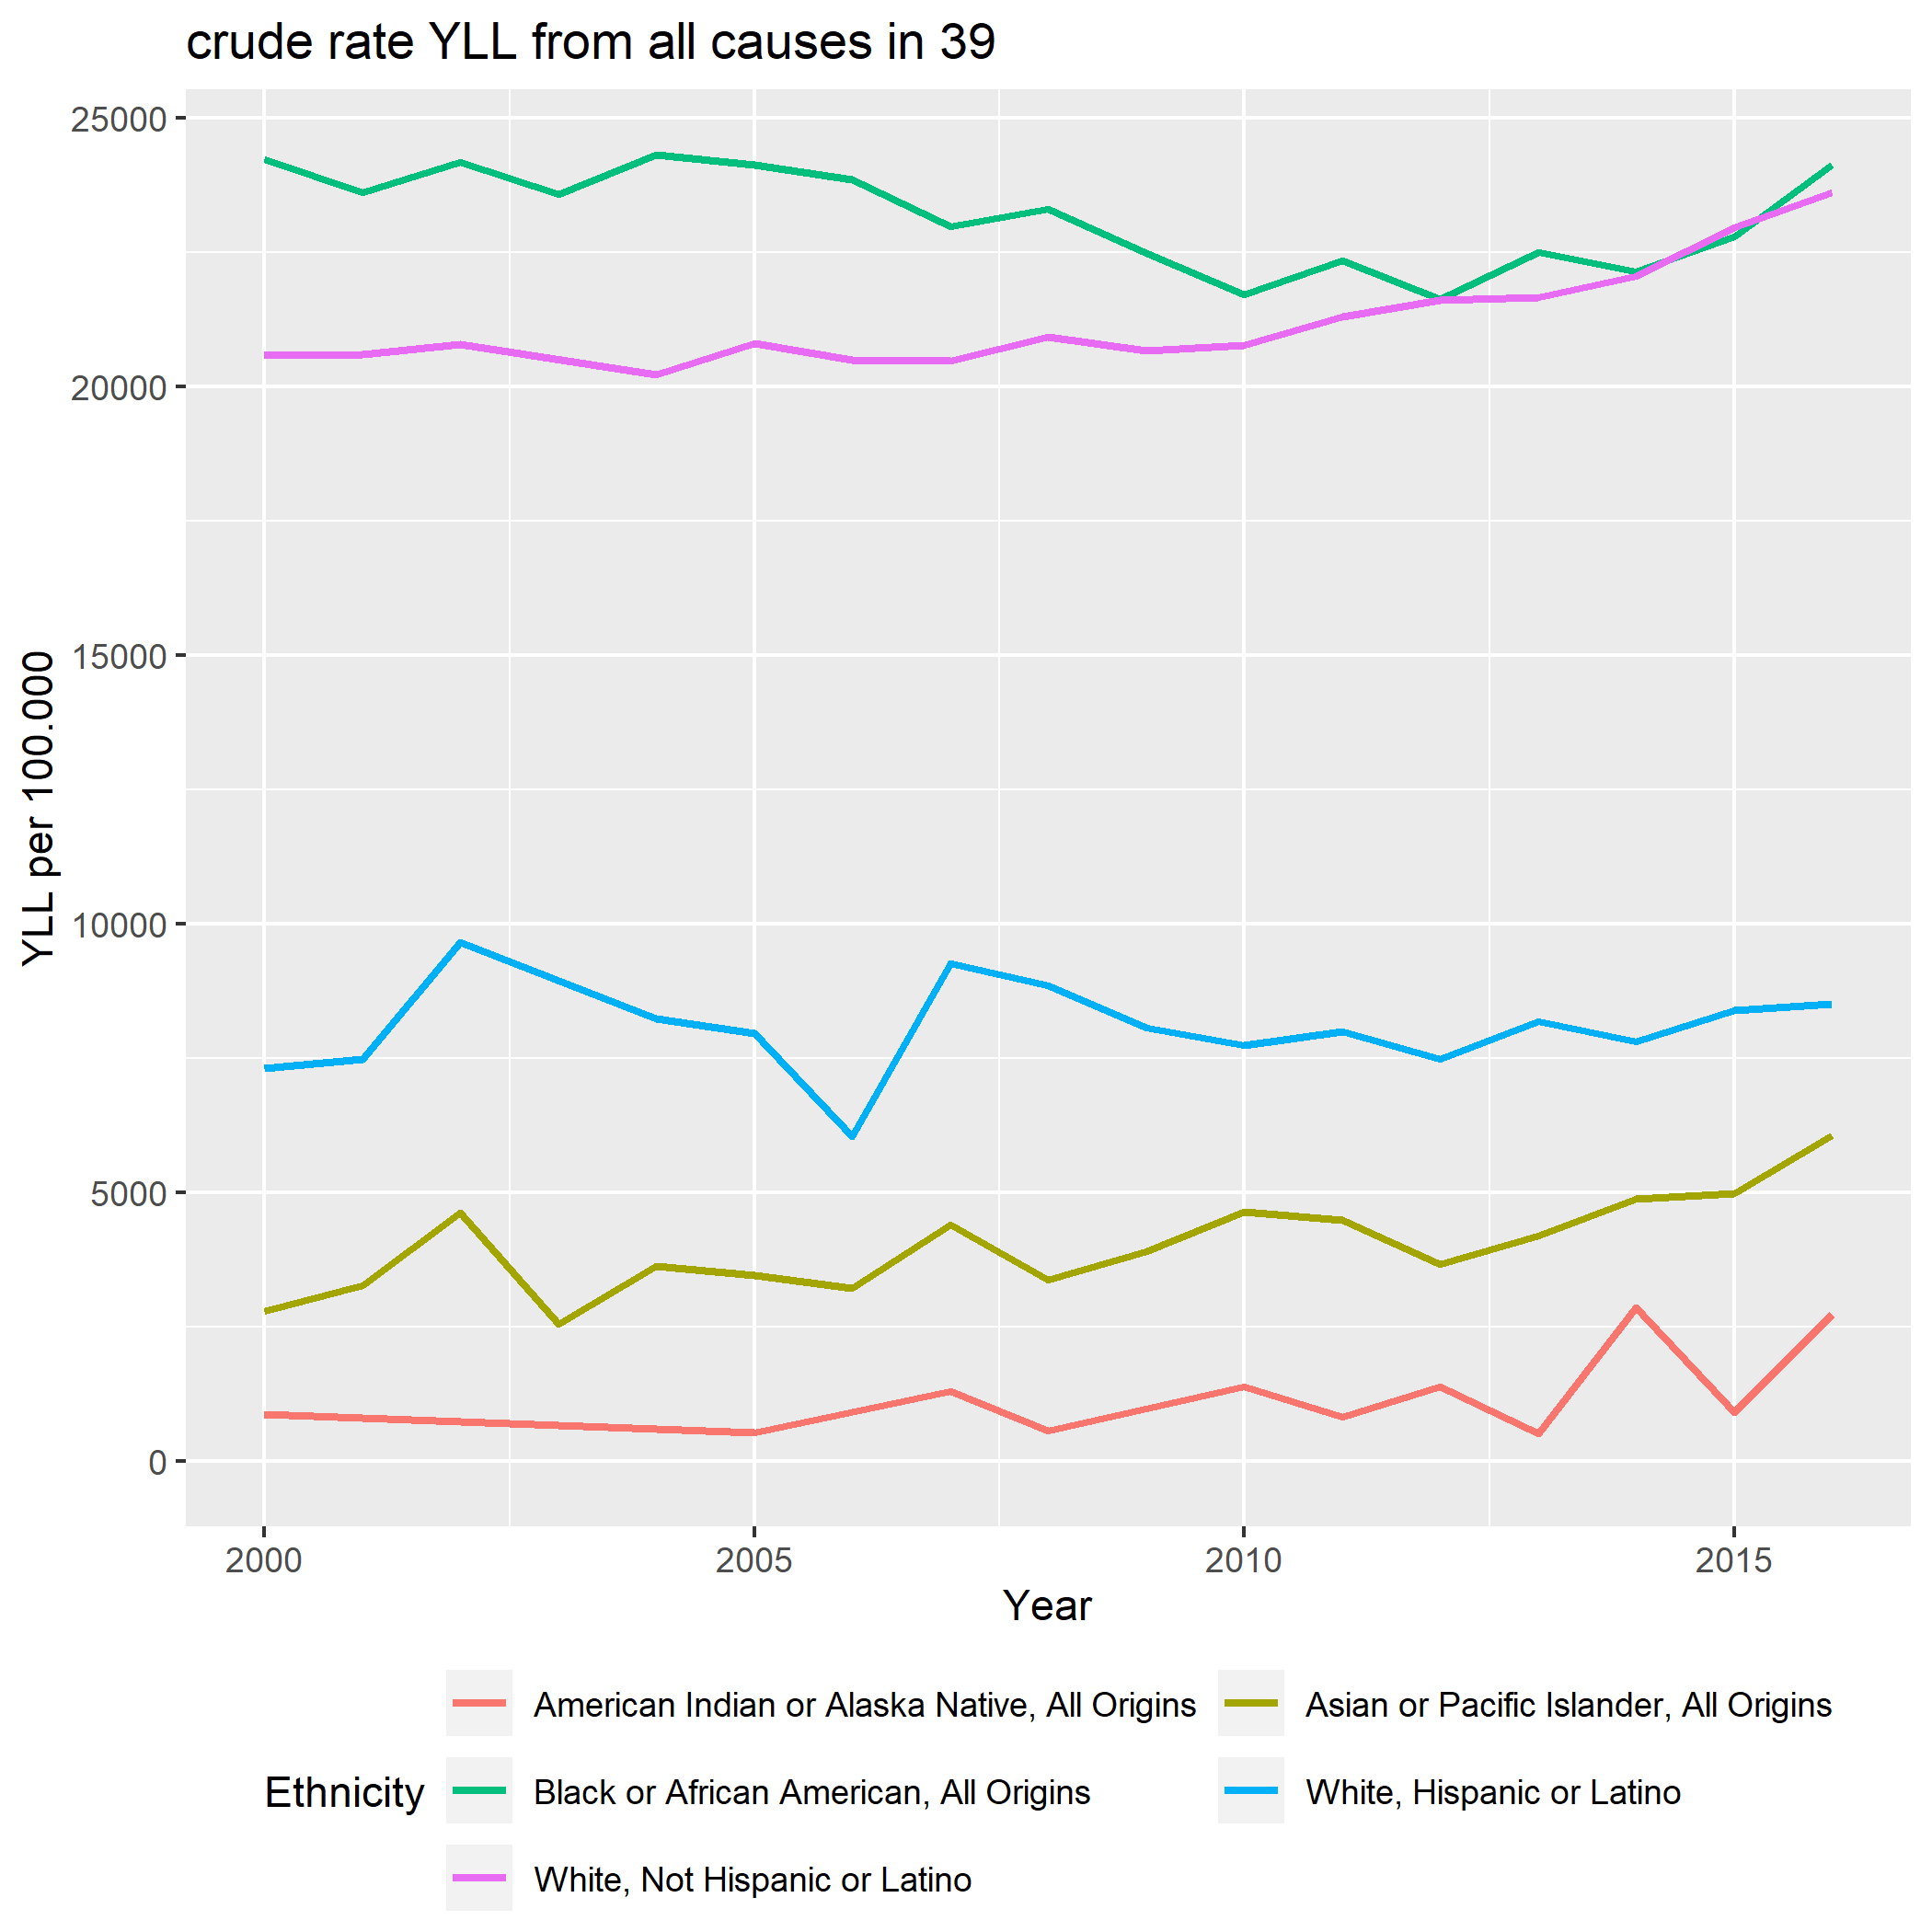 crude rate YLL from all causes in 39
YLL per 100.000
25000
20000
15000
10000
5000
0
2000 2005 2010 2015
Year
Ethnicity
American Indian or Alaska Native, All Origins
Asian or Pacific Islander, All Origins
Black or African American, All Origins
White, Hispanic or Latino
White, Not Hispanic or Latino